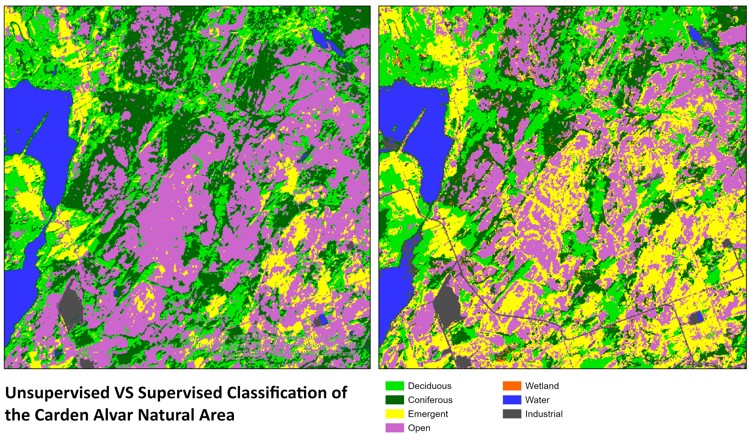 Unsupervised VS Supervised Classification of
the Carden Alvar Natural Area
Deciduous
Coniferous
Emergent
Open
Wetland
Water
Industrial